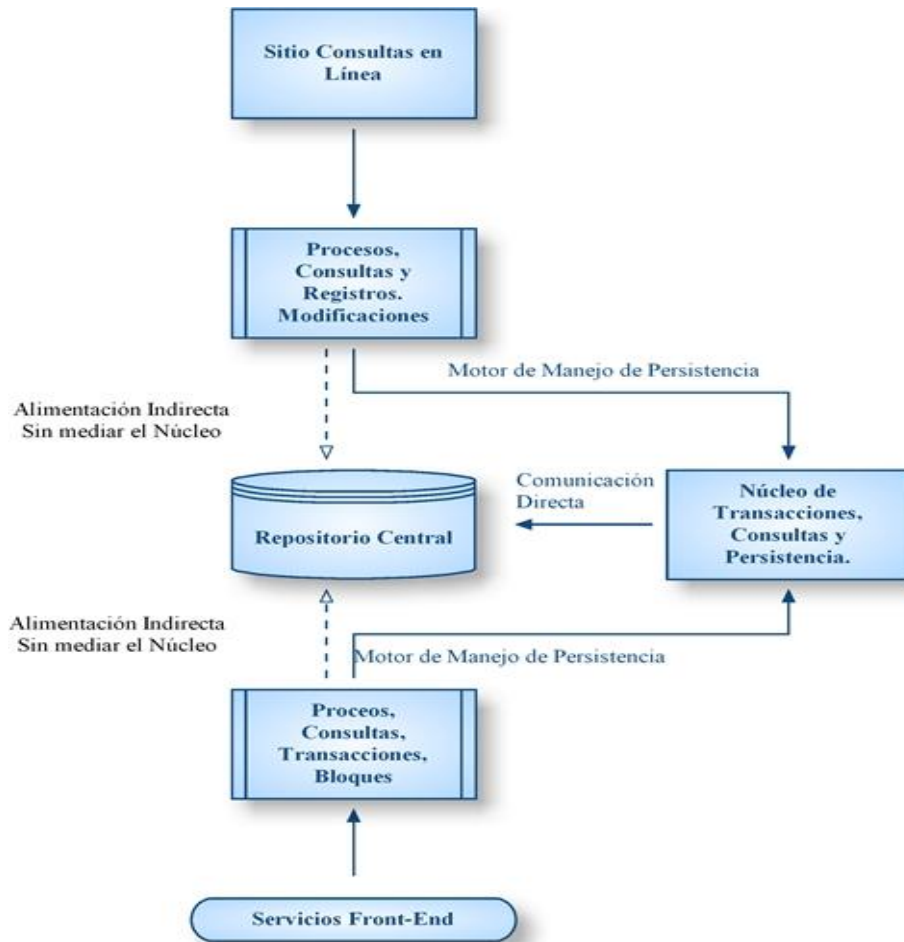 Sitio Consultas en
Línea
Procesos,
Consultas y
Registros.
Modificaciones
Motor de Manejo de Persistencia
Alimentación Indirecta
Sin mediar el Núcleo
Comunicación
Directa
Núcleo de
Transacciones,
Consultas y
Persistencia.
Repositorio Central
Alimentación Indirecta
Sin mediar el Núcleo
Motor de Manejo de Persistencia
Proceos,
Consultas,
Transacciones,
Bloques
Servicios Front-End